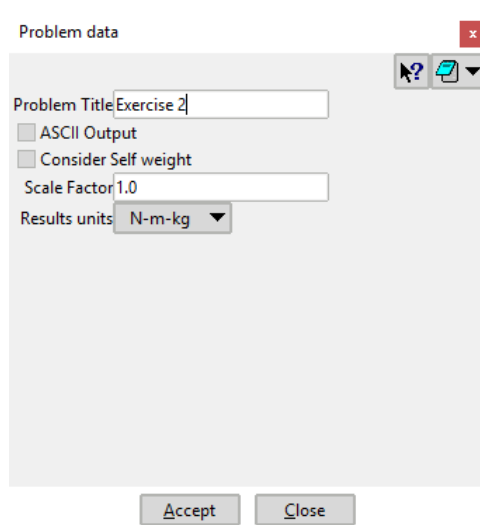 Problem data
x
?
Problem Title Exercise 2
ASCII Output
Consider Self weight
Scale Factor 1.0
Results units N-m-kg
Accept Close